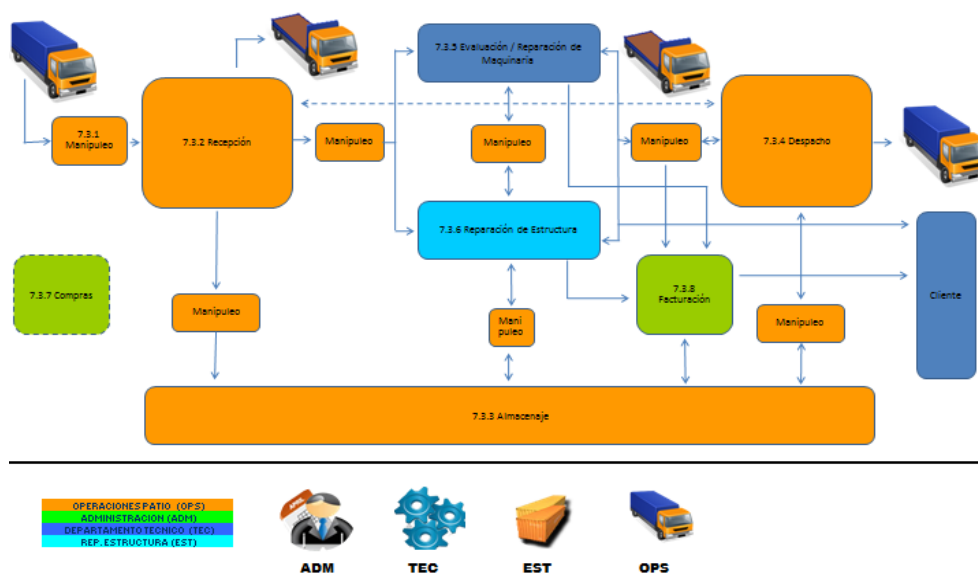 7.3.5 Evaluación / Reparación de
Maquinaría
7.3.1
Manipuleo
7.3.2 Recepción
Manipuleo
Manipuleo
Manipuleo
7.3.4 Despacho
7.3.6 Reparación de Estructura
7.3.7 Compras
7.3.8
Facturación
Cliente
Manipuleo
Mani
puleo
Manipuleo
7.3.3 Almacenaje
OPERACIONES PATIO (OPS)
ADMINISTRACION (ADM)
DEPARTAMENTO TECNICO (TEC)
REP. ESTRUCTURA (EST)
ADM
TEC
EST
OPS